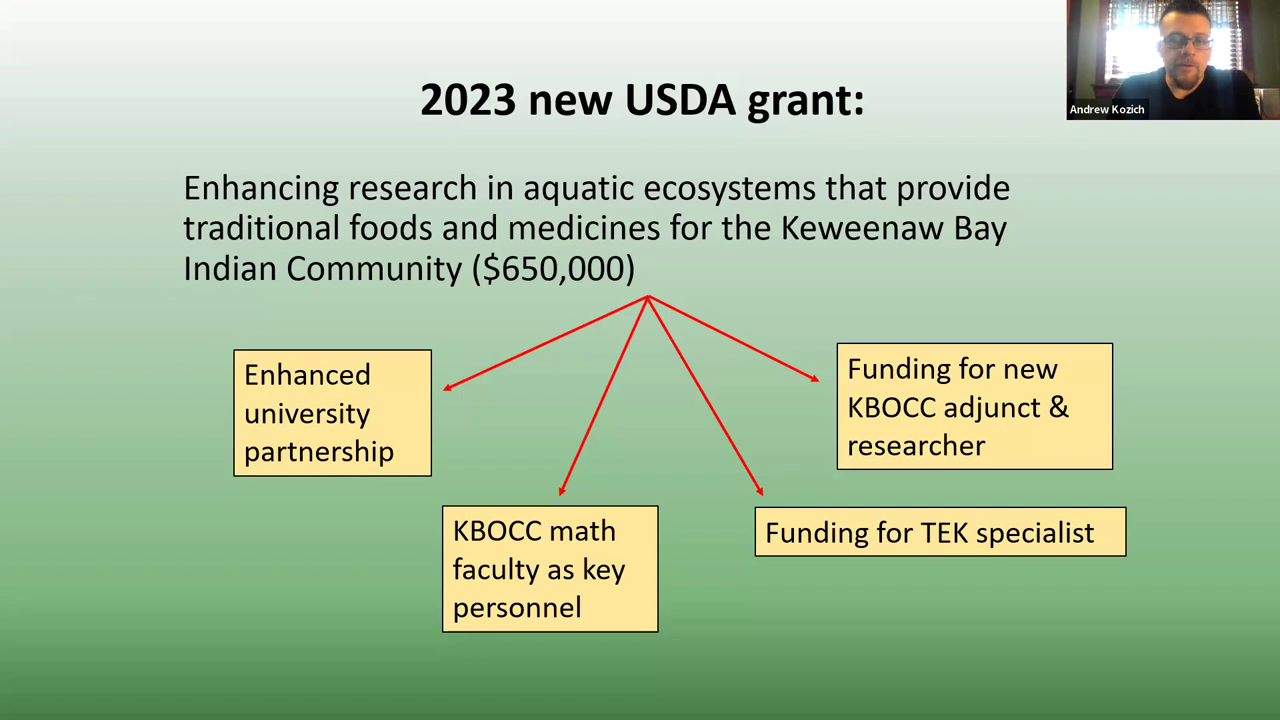 2023 new USDA grant:
Andrew Kozich
Enhancing research in aquatic ecosystems that provide
traditional foods and medicines for the Keweenaw Bay
Indian Community ($650,000)
Enhanced
university
partnership
Funding for new
KBOCC adjunct &
researcher
KBOCC math
faculty as key
personnel
Funding for TEK specialist